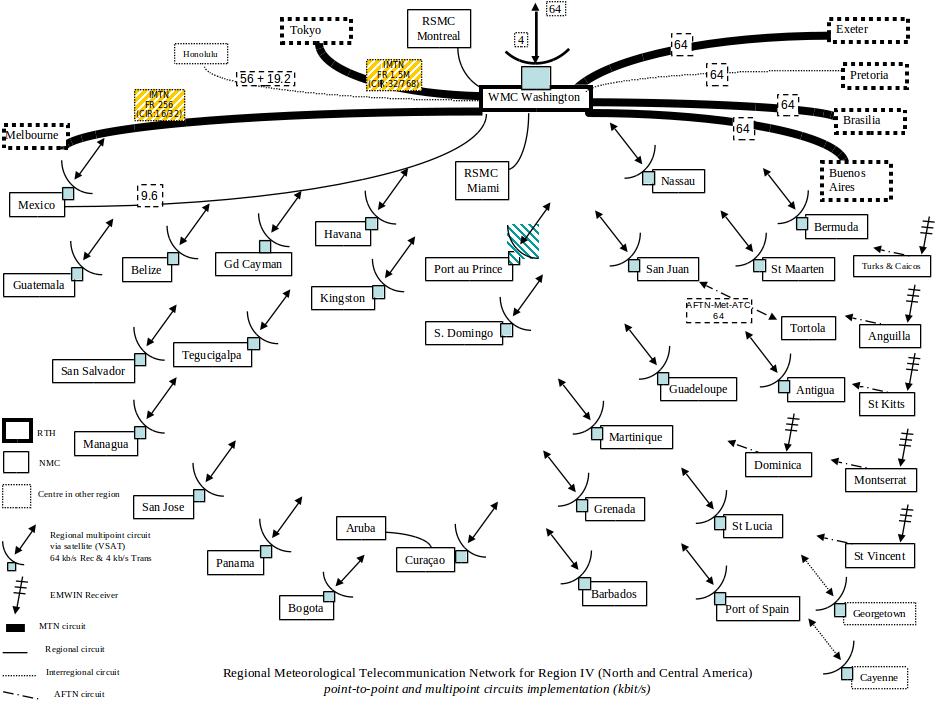 64
Tokyo
RSMC
Montreal
Exeter
4
64
Honolulu
IMTN
FR 1.5M
(CIR:32/768)
Pretoria
64
56 + 19.2
IMTN
FR 256
(CIR:16/32)
WMC Washington
64
Brasilia
Melbourne
64
Buenos
Aires
RSMC
Miami
Nassau
Mexico
9.6
Havana
Bermuda
Guatemala
Belize
Gd Cayman
Port au Prince
San Juan
St Maarten
Turks & Caicos
Kingston
AFTN-Met-ATC
64
S. Domingo
Tortola
Anguilla
San Salvador
Tegucigalpa
Guadeloupe
Antigua
St Kitts
RTH
Managua
Martinique
NMC
Dominica
Montserrat
Centre in other region
San Jose
Grenada
St Lucia
Aruba
Regional multipoint circuit
via satellite (VSAT)
64 kb/s Rec & 4 kb/s Trans
Panama
Curaçao
St Vincent
EMWIN Receiver
Bogota
Barbados
Port of Spain
Georgetown
MTN circuit
Regional circuit
Interregional circuit
AFTN circuit
Cayenne
Regional Meteorological Telecommunication Network for Region IV (North and Central America)
point-to-point and multipoint circuits implementation (kbit/s)